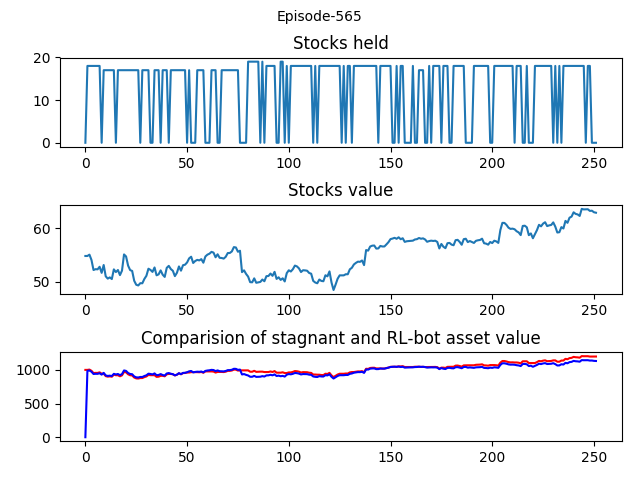 Episode-565
Stocks held
20
10
0
0 50 100 150 200 250
Stocks value
60
50
0 50 100 150 200 250
Comparision of stagnant and RL-bot asset value
1000
500
0
0 50 100 150 200 250